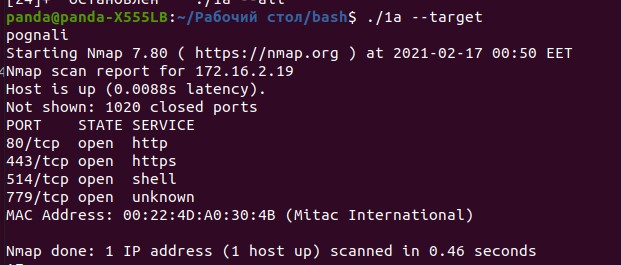 [24]+  Остановлен    ./1a --all
panda@panda-X555LB:~/Рабочий стол/bash$ ./1a --target
pognali
Starting Nmap 7.80 ( https://nmap.org ) at 2021-02-17 00:50 EET
Nmap scan report for 172.16.2.19
Host is up (0.0088s latency).
Not shown: 1020 closed ports
PORT    STATE SERVICE
80/tcp  open  http
443/tcp open  https
514/tcp open  shell
779/tcp open  unknown
MAC Address: 00:22:4D:A0:30:4B (Mitac International)
Nmap done: 1 IP address (1 host up) scanned in 0.46 seconds